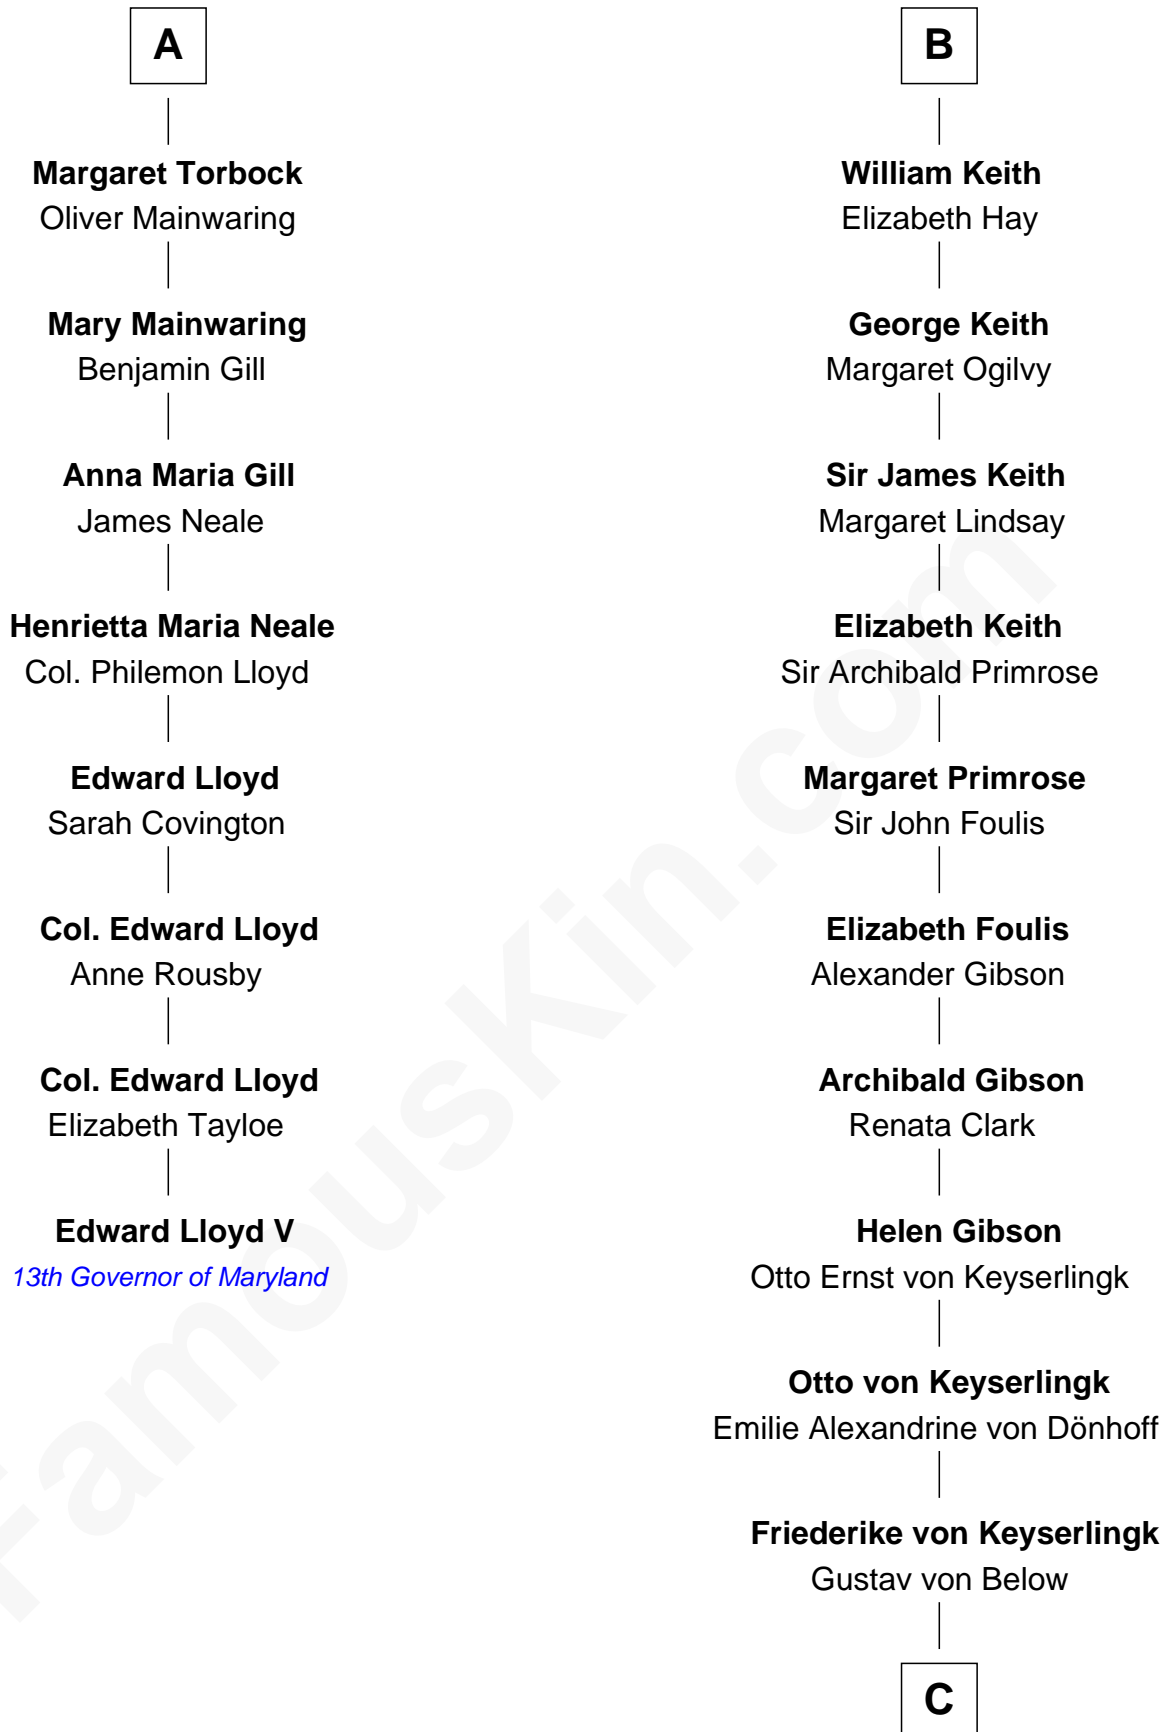 A
Margaret Torbock
Oliver Mainwaring
Mary Mainwaring
Benjamin Gill
Anna Maria Gill
James Neale
Henrietta Maria Neale
Col. Philemon Lloyd
Edward Lloyd
Sarah Covington
Col. Edward Lloyd
Anne Rousby
Col. Edward Lloyd
Elizabeth Tayloe
Edward Lloyd V
13th Governor of Maryland
B
William Keith
Elizabeth Hay
George Keith
Margaret Ogilvy
Sir James Keith
Margaret Lindsay
Elizabeth Keith
Sir Archibald Primrose
Margaret Primrose
Sir John Foulis
Elizabeth Foulis
Alexander Gibson
Archibald Gibson
Renata Clark
Helen Gibson
Otto Ernst von Keyserlingk
Otto von Keyserlingk
Emilie Alexandrine von Dönhoff
Friederike von Keyserlingk
Gustav von Below
C
FamousKin.com